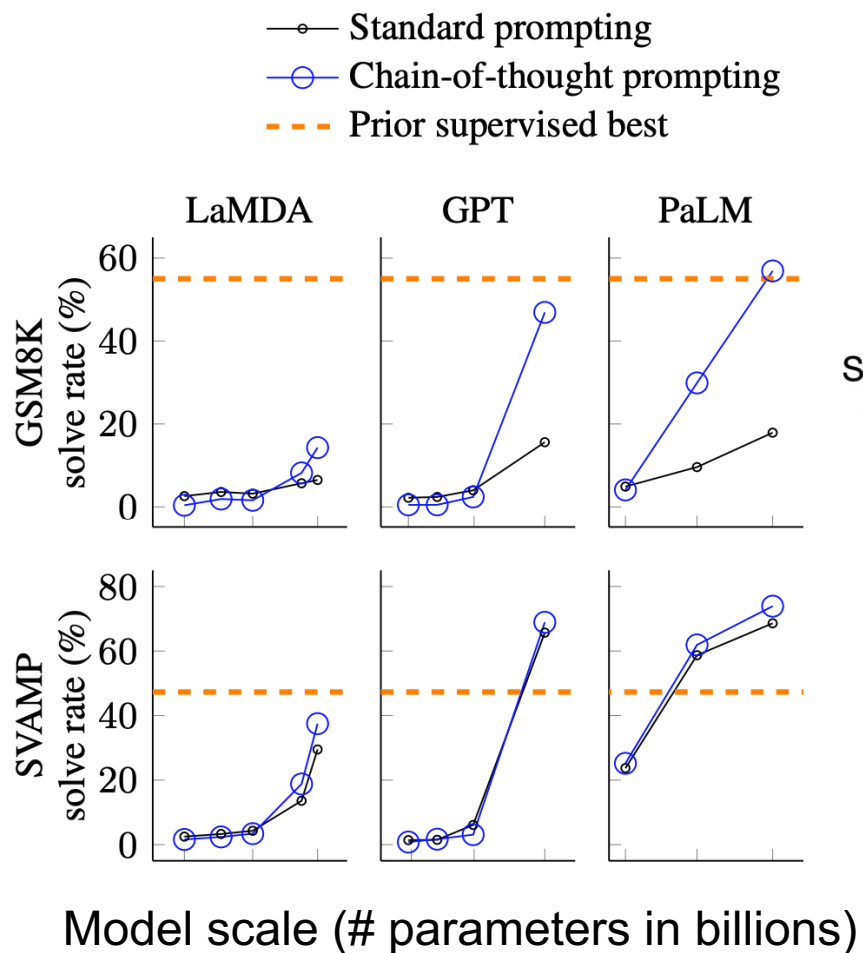 Standard prompting
Chain-of-thought prompting
Prior supervised best
LaMDA GPT PaLM
GSM8K
solve rate (%)
60
40
20
0
S
SVAMP
solve rate (%)
80
60
40
20
0
Model scale (# parameters in billions)